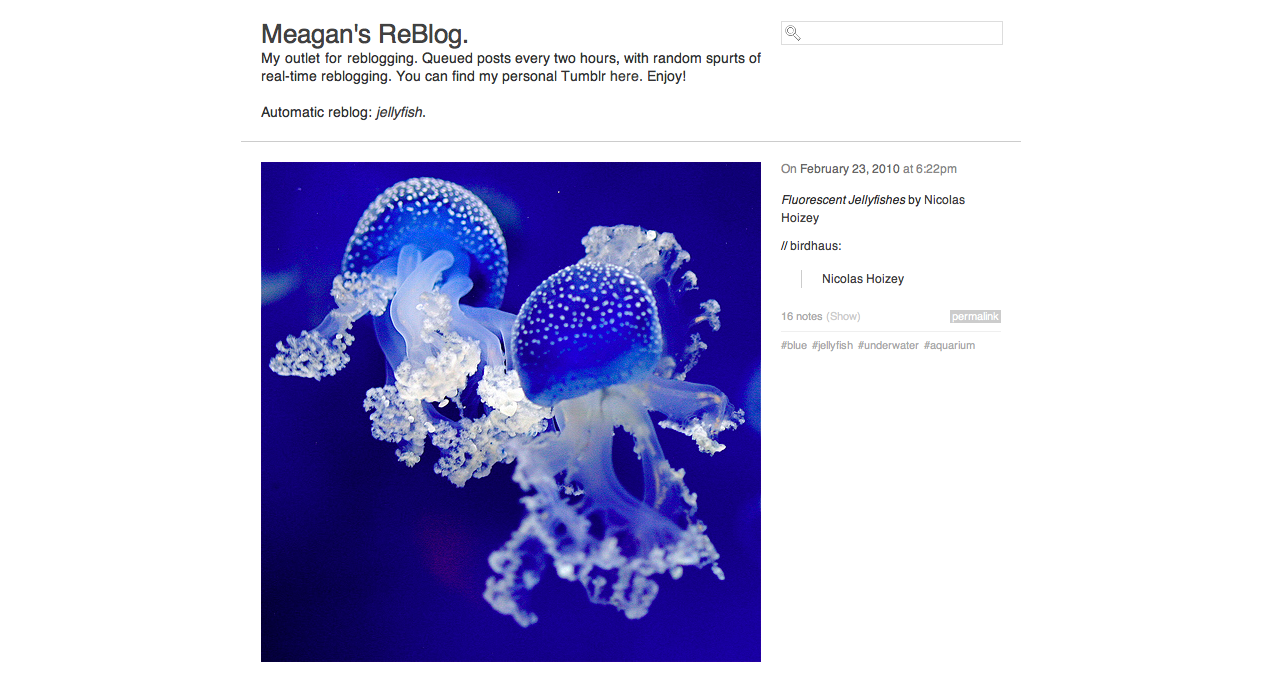 Meagan's ReBlog.
My outlet for reblogging. Queued posts every two hours, with random spurts of
real-time reblogging. You can find my personal Tumblr here. Enjoy!
Automatic reblog: jellyfish.
On February 23, 2010 at 6:22pm
Fluorescent Jellyfishes by Nicolas
Hoizey
// birdhaus:
Nicolas Hoizey
16 notes (Show) permalink
#blue #jellyfish #underwater #aquarium